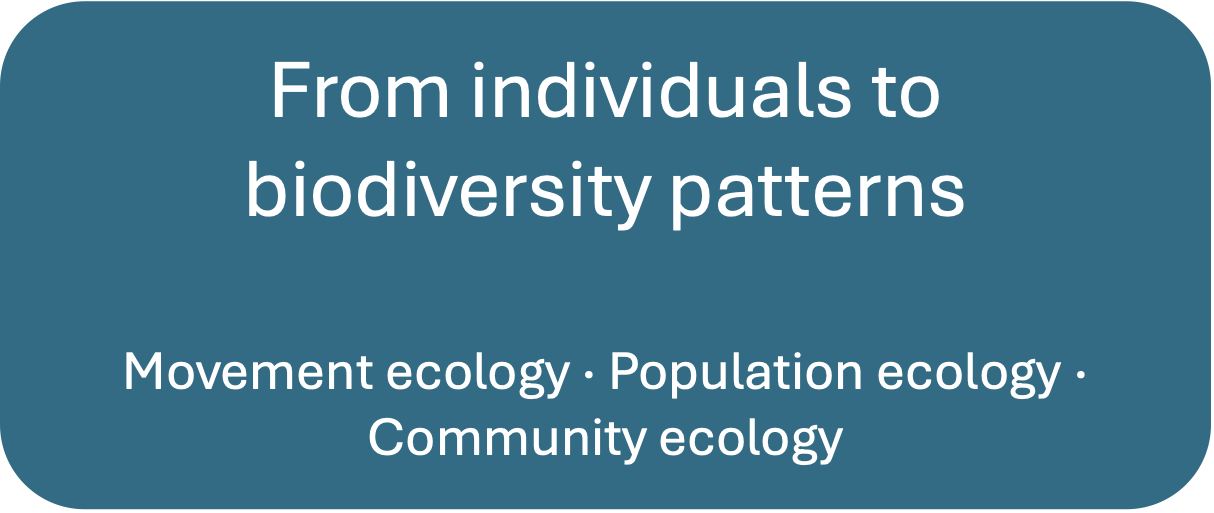 From individuals to
biodiversity patterns
Movement ecology · Population ecology ·
Community ecology